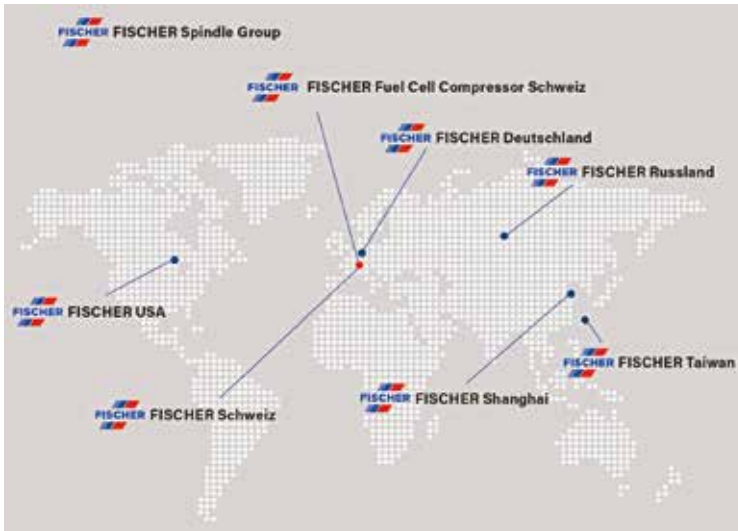 FISCHER FISCHER Spindle Group
FISCHER FISCHER Fuel Cell Compressor Schweiz
FISCHER FISCHER Deutschland
FISCHER FISCHER Russland
FISCHER FISCHER USA
FISCHER FISCHER Taiwan
FISCHER FISCHER Shanghai
FISCHER FISCHER Schweiz